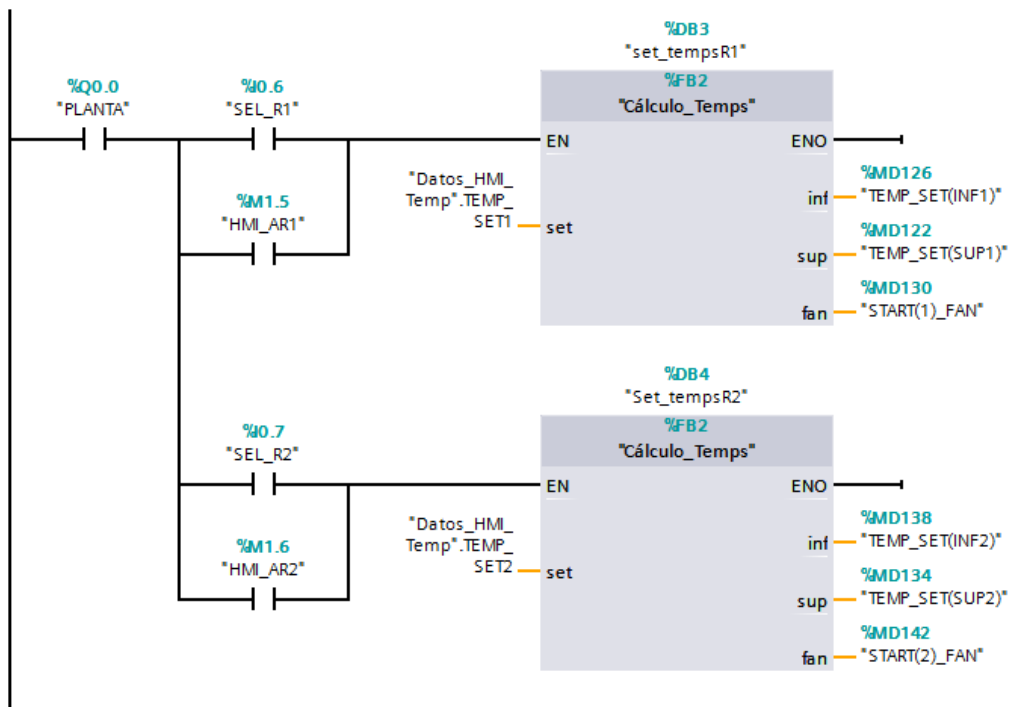 %DB3
"set_tempsR1"
%Q0.0
"PLANTA"
%I0.6
"SEL_R1"
%FB2
"Cálculo_Temps"
EN
ENO
%M1.5
"HMI_AR1"
"Datos_HMI_
Temp".TEMP_
SET1
set
inf
%MD126
"TEMP_SET(INF1)"
sup
%MD122
"TEMP_SET(SUP1)"
fan
%MD130
"START(1)_FAN"
%DB4
"Set_tempsR2"
%I0.7
"SEL_R2"
%FB2
"Cálculo_Temps"
EN
ENO
%M1.6
"HMI_AR2"
"Datos_HMI_
Temp".TEMP_
SET2
set
inf
%MD138
"TEMP_SET(INF2)"
sup
%MD134
"TEMP_SET(SUP2)"
fan
%MD142
"START(2)_FAN"